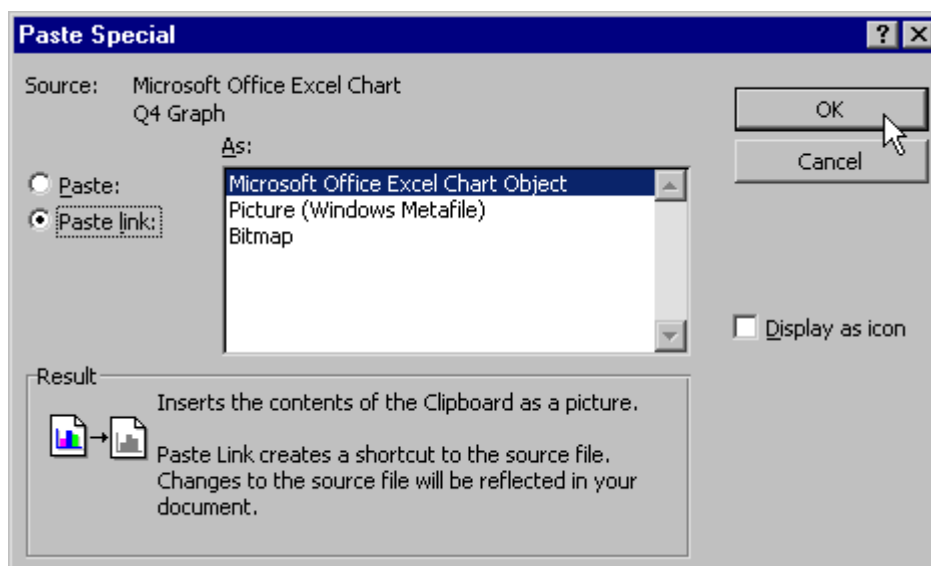 Paste Special
Source: Microsoft Office Excel Chart
Q4 Graph
As:
Paste:
Paste link:
Microsoft Office Excel Chart Object
Picture (Windows Metafile)
Bitmap
OK
Cancel
Display as icon
Result
Inserts the contents of the Clipboard as a picture.
Paste Link creates a shortcut to the source file.
Changes to the source file will be reflected in your
document.